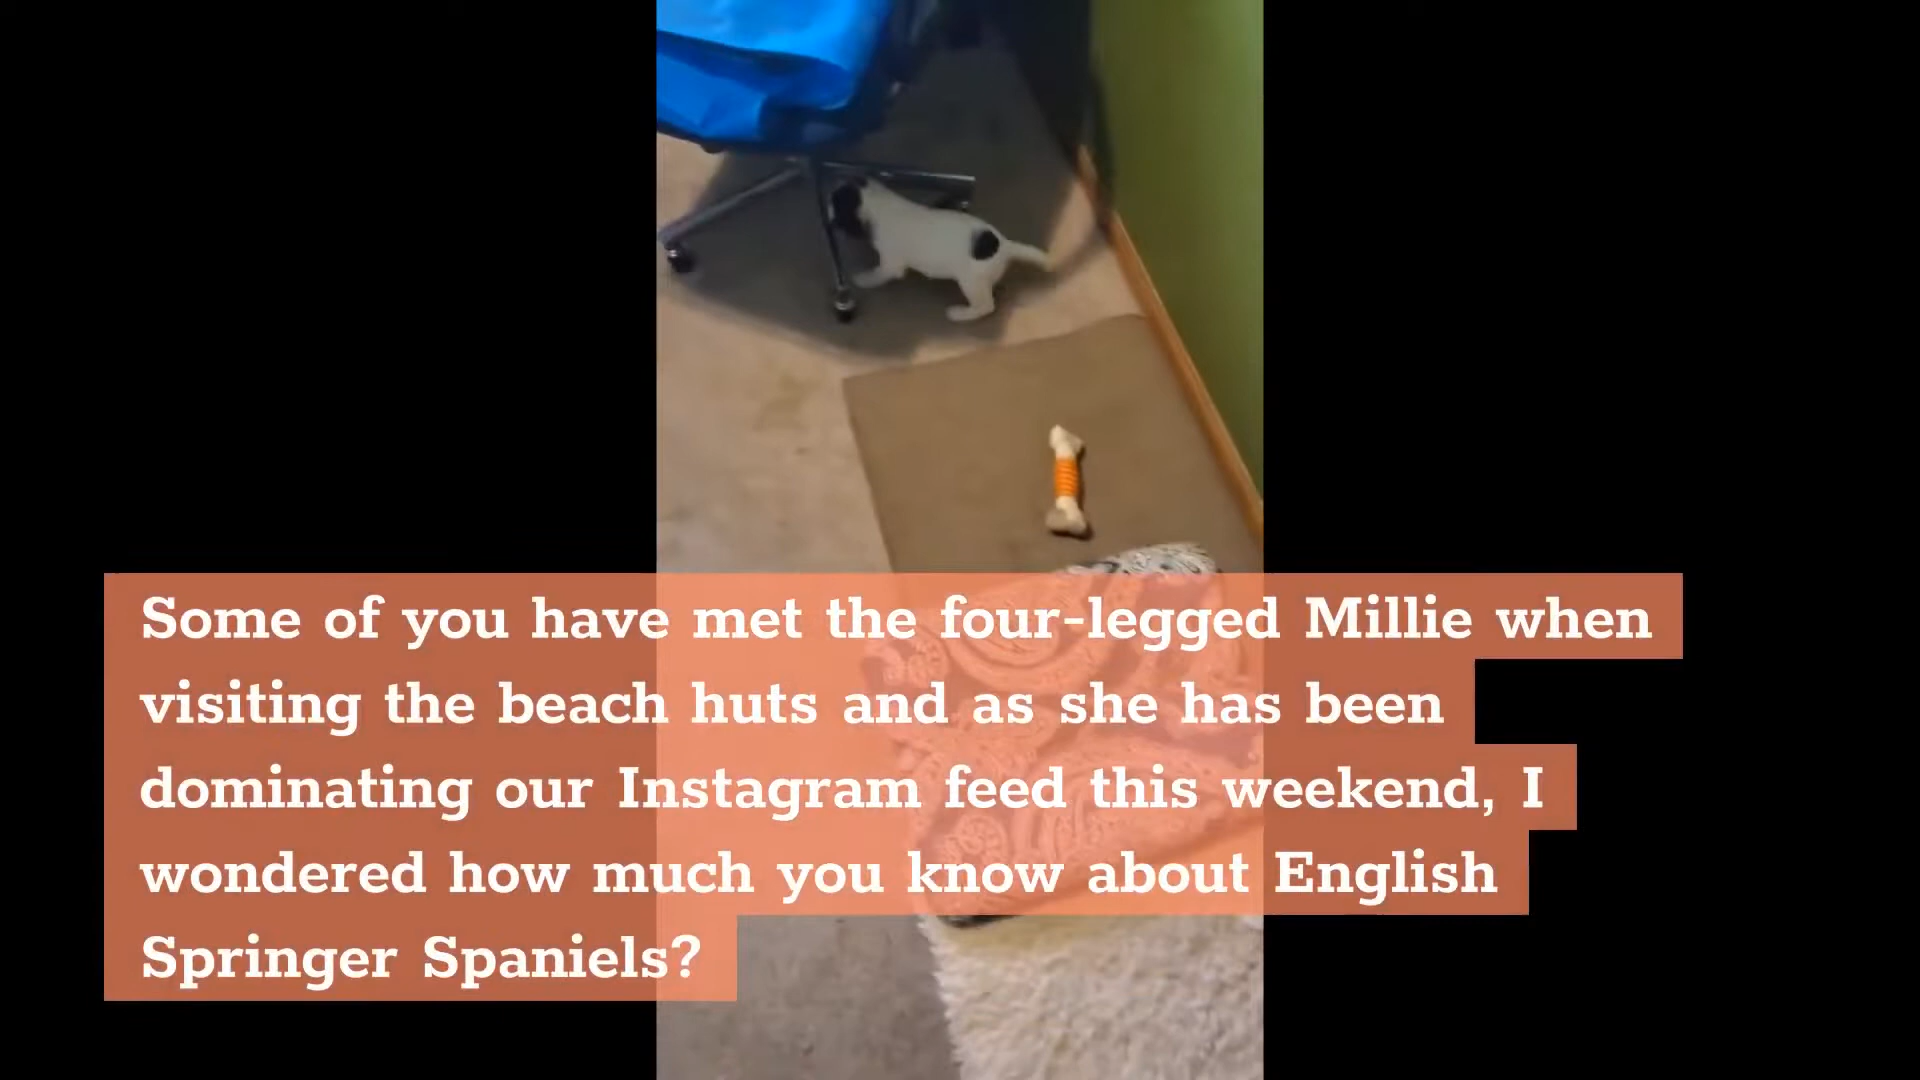 Some of you have met the four-legged Millie when
visiting the beach huts and as she has been
dominating our Instagram feed this weekend, I
wondered how much you know about English
Springer Spaniels?